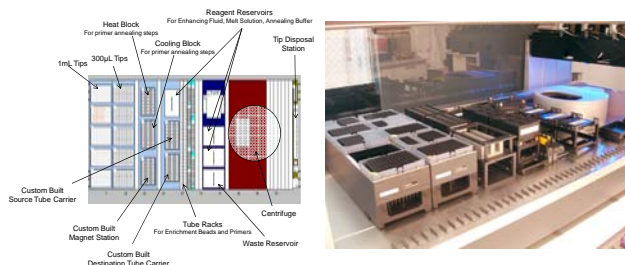 Reagent Reservoirs
For Enhancing Fluid, Melt Solution, Annealing Buffer
Heat Block
For primer annealing steps
Cooling Block
For primer annealing steps
Tip Disposal
Station
1mL Tips
300µL Tips
Custom Built
Source Tube Carrier
Custom Built
Magnet Station
Custom Built
Destination Tube Carrier
Tube Racks
For Enrichment Beads and Primers
Waste Reservoir
Centrifuge